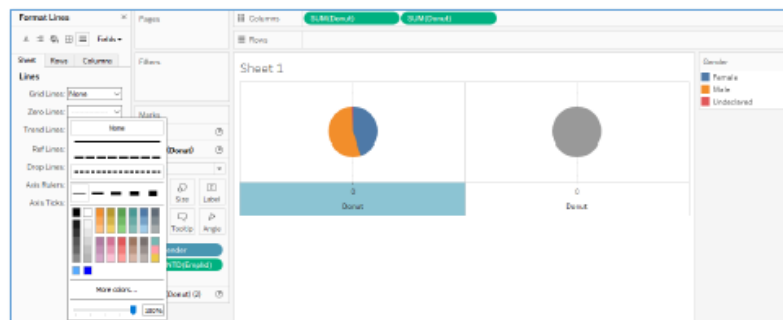 Format Lines
Fields
Sheet Rows Columns
Lines
Grid Lines: None
Zero Lines:
Trend Lines:
Ref Lines:
Drop Lines:
Axis Rulers:
Axis Ticks:
None
More colors...
100%
Pages
Filters
Marks
(Donut)
Size Label
Tooltip Angle
(Donut) (2)
Columns SUM(Donut) SUM(Donut)
Rows
Sheet 1
0 0
Donut Donut
Gender
Female
Male
Undeclared